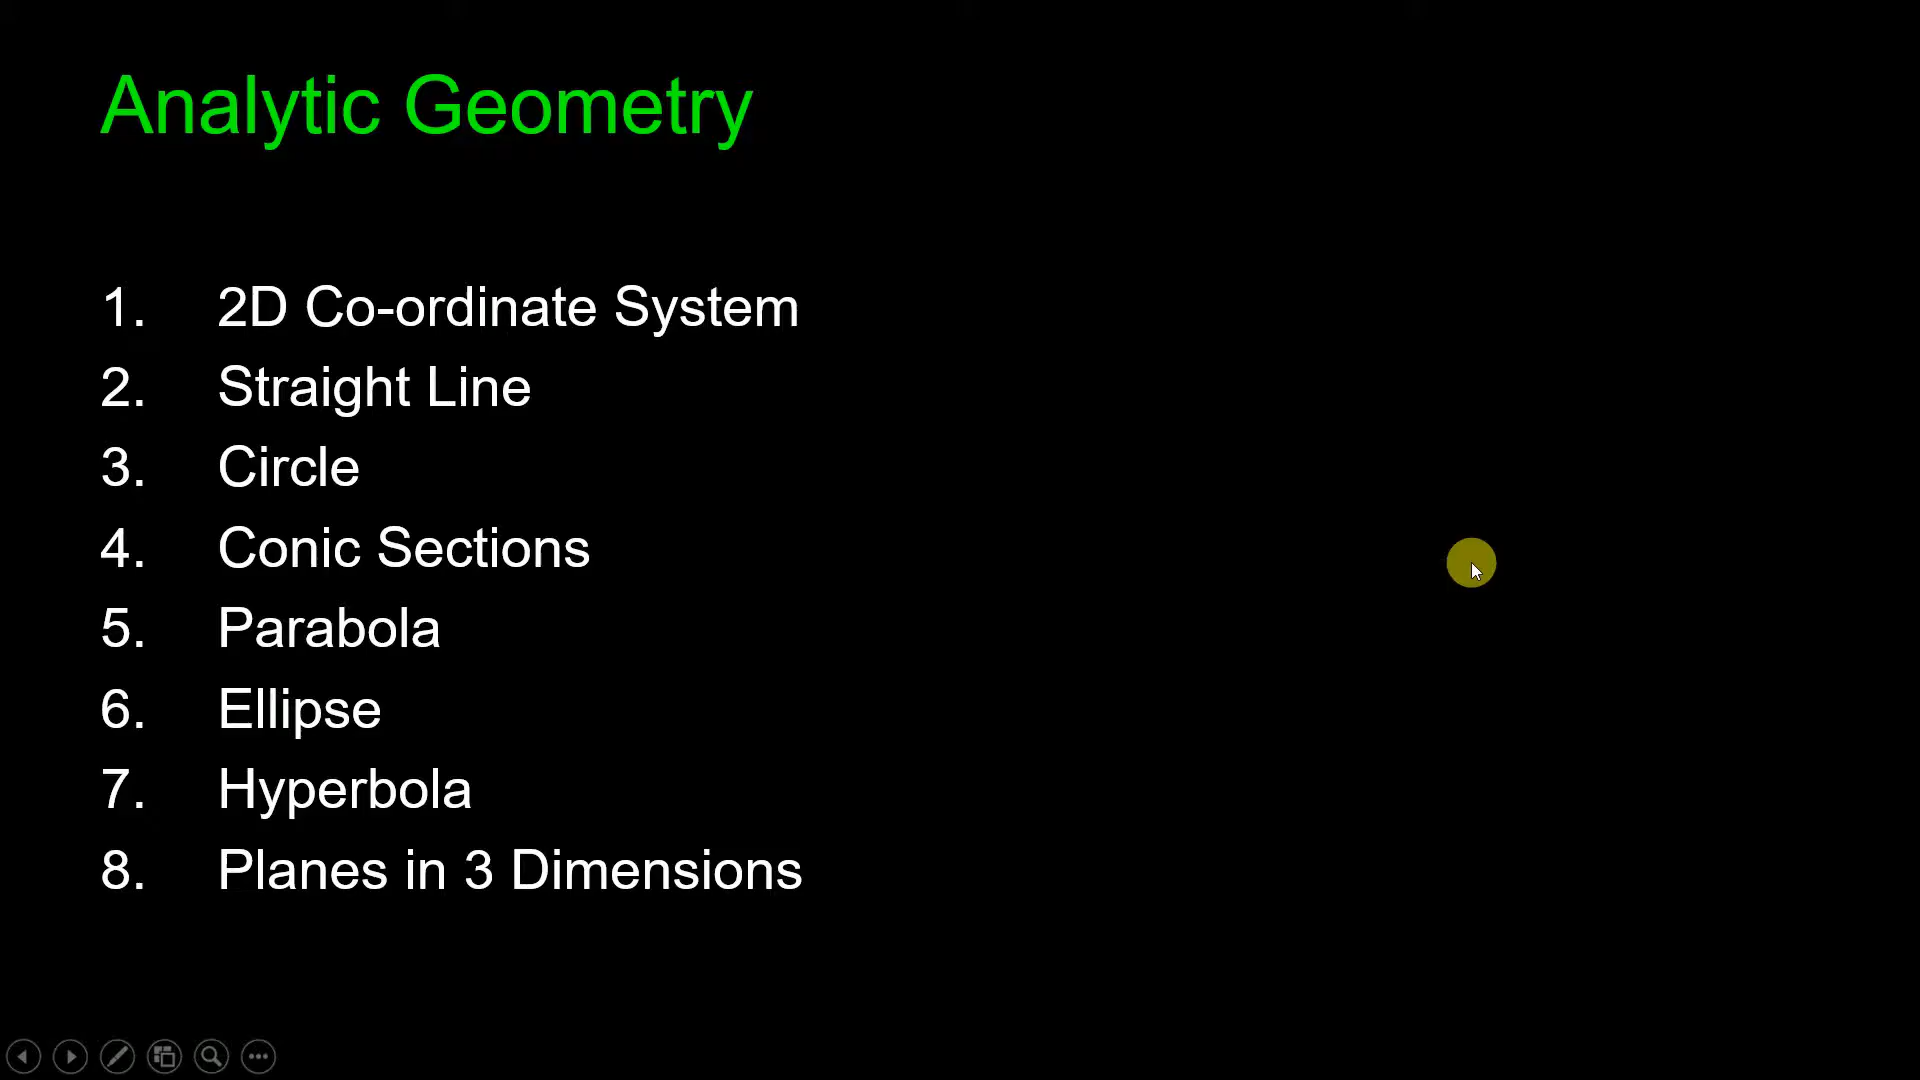 Analytic Geometry
1. 2D Co-ordinate System
2. Straight Line
3. Circle
4. Conic Sections
5. Parabola
6. Ellipse
7. Hyperbola
8. Planes in 3 Dimensions